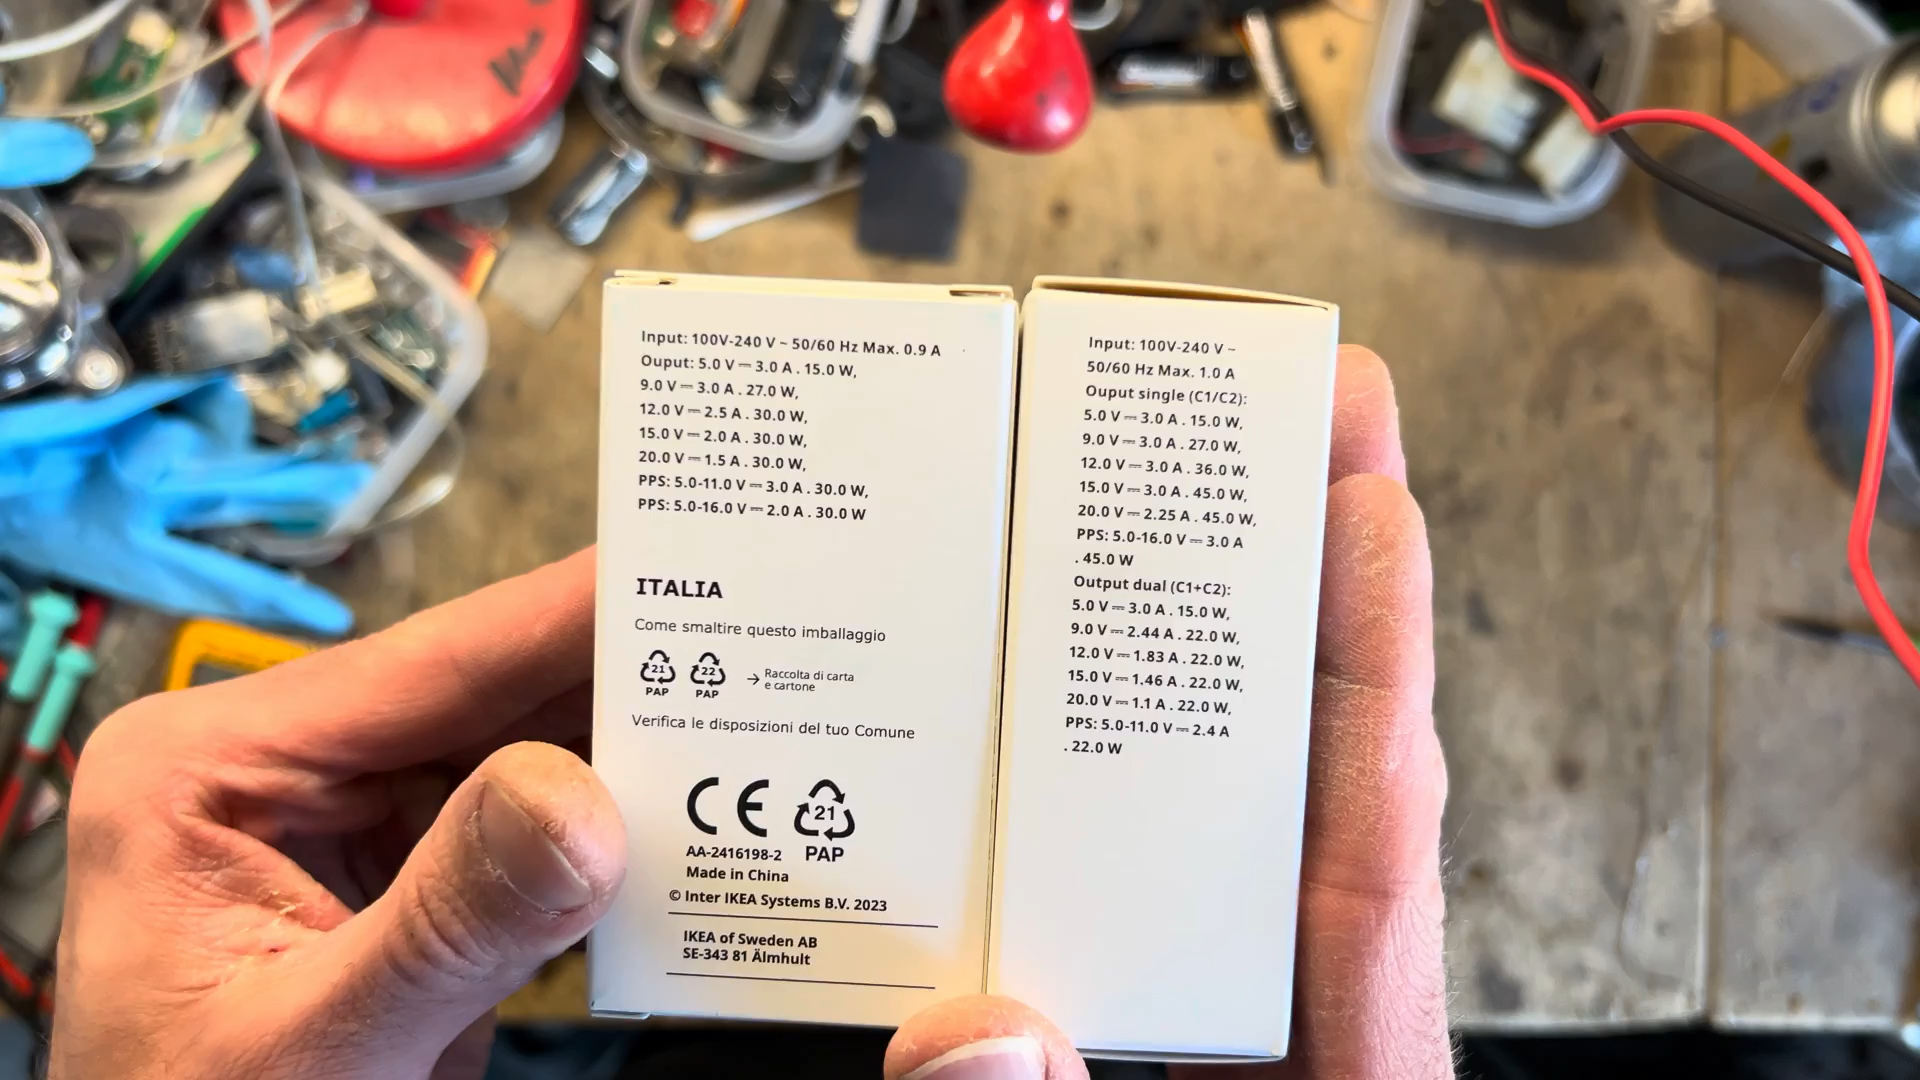 Input: 100V-240 V ~ 50/60 Hz Max. 0.9 A
Ouput: 5.0 V ⎓ 3.0 A . 15.0 W,
9.0 V ⎓ 3.0 A . 27.0 W,
12.0 V ⎓ 2.5 A . 30.0 W,
15.0 V ⎓ 2.0 A . 30.0 W,
20.0 V ⎓ 1.5 A . 30.0 W,
PPS: 5.0-11.0 V ⎓ 3.0 A . 30.0 W,
PPS: 5.0-16.0 V ⎓ 2.0 A . 30.0 W
ITALIA
Come smaltire questo imballaggio
21 22 → Raccolta di carta
e cartone
PAP PAP
Verifica le disposizioni del tuo Comune
CE 21
AA-2416198-2 PAP
Made in China
© Inter IKEA Systems B.V. 2023
IKEA of Sweden AB
SE-343 81 Älmhult
Input: 100V-240 V ~
50/60 Hz Max. 1.0 A
Ouput single (C1/C2):
5.0 V ⎓ 3.0 A . 15.0 W,
9.0 V ⎓ 3.0 A . 27.0 W,
12.0 V ⎓ 3.0 A . 36.0 W,
15.0 V ⎓ 3.0 A . 45.0 W,
20.0 V ⎓ 2.25 A . 45.0 W,
PPS: 5.0-16.0 V ⎓ 3.0 A
. 45.0 W
Output dual (C1+C2):
5.0 V ⎓ 3.0 A . 15.0 W,
9.0 V ⎓ 2.44 A . 22.0 W,
12.0 V ⎓ 1.83 A . 22.0 W,
15.0 V ⎓ 1.46 A . 22.0 W,
20.0 V ⎓ 1.1 A . 22.0 W,
PPS: 5.0-11.0 V ⎓ 2.4 A
. 22.0 W